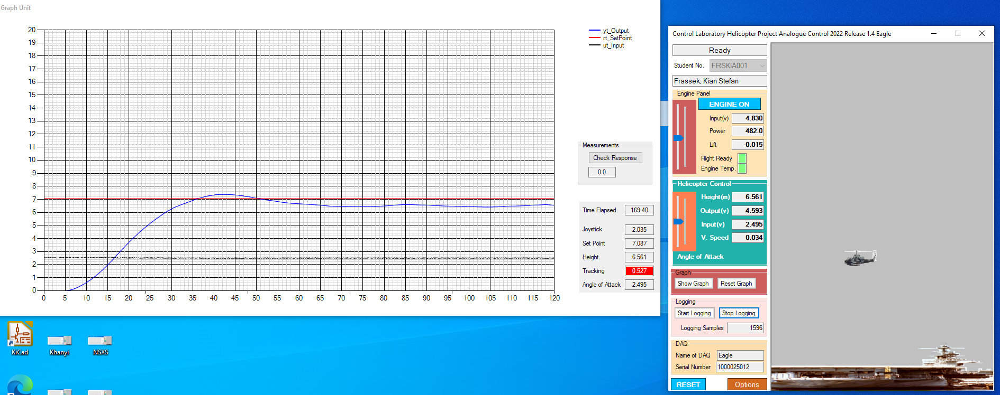 Graph Unit
20
19
18
17
16
15
14
13
12
11
10
9
8
7
6
5
4
3
2
1
0
0 5 10 15 20 25 30 35 40 45 50 55 60 65 70 75 80 85 90 95 100 105 110 115 120
yt_Output
rt_SetPoint
ut_Input
Measurements
Check Response
0.0
Time Elapsed 169.40
Joystick 2.035
Set Point 7.087
Height 6.561
Tracking 0.527
Angle of Attack 2.495
KiCad
Khanyi
NSXS
Control Laboratory Helicopter Project Analogue Control 2022 Release 1.4 Eagle
Ready
Student No. FRSKIA001
Frassek, Kian Stefan
Engine Panel
ENGINE ON
Input(v) 4.830
Power 482.0
Lift -0.015
Flight Ready
Engine Temp.
Helicopter Control
Height(m) 6.561
Output(v) 4.593
Input(v) 2.495
V. Speed 0.034
Angle of Attack
Graph
Show Graph Reset Graph
Logging
Start Logging Stop Logging
Logging Samples 1596
DAQ
Name of DAQ Eagle
Serial Number 1000025012
RESET Options